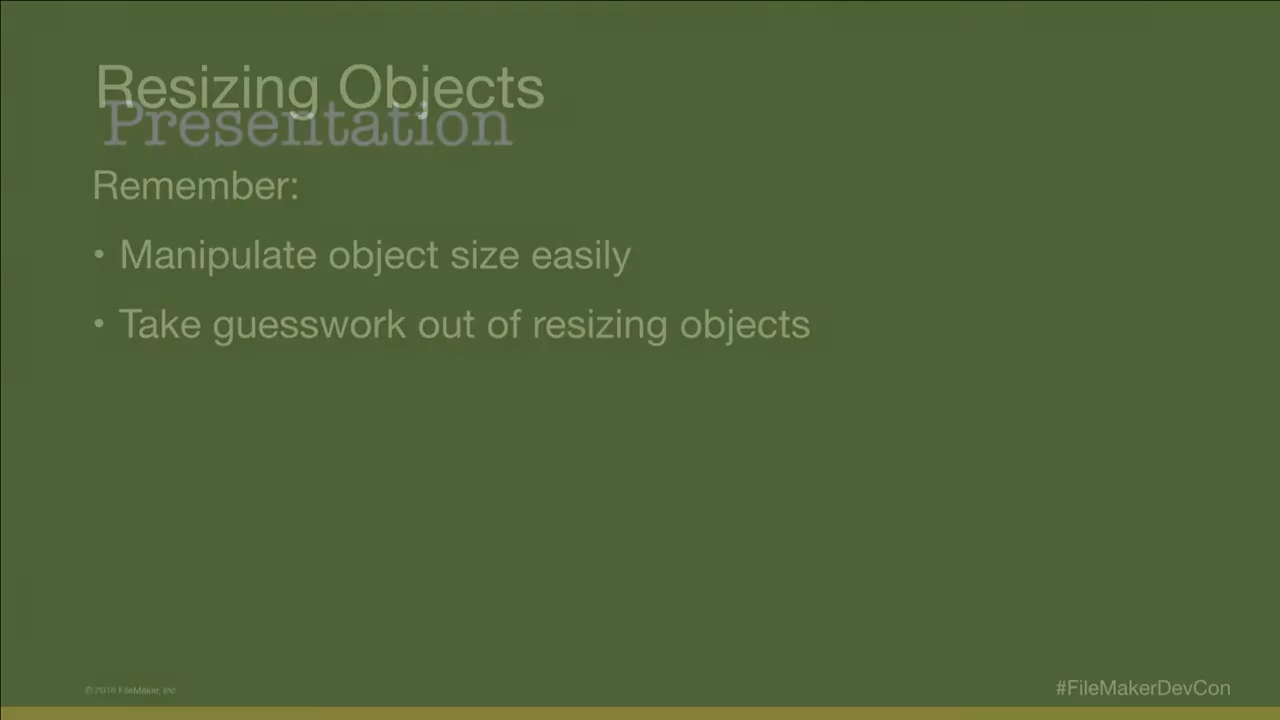 Resizing Objects
Presentation
Remember:
• Manipulate object size easily
• Take guesswork out of resizing objects
© 2016 FileMaker, Inc
#FileMakerDevCon